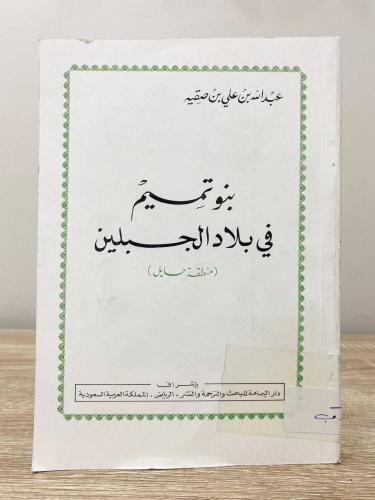 عبدالله بن علي بن صقيه
بنو تميم
في بلاد الجبلين
(منطقة حايل)
بإشراف
دار اليمامة للبحث والترجمة والنشر - الرياض . المملكة العربية السعودية